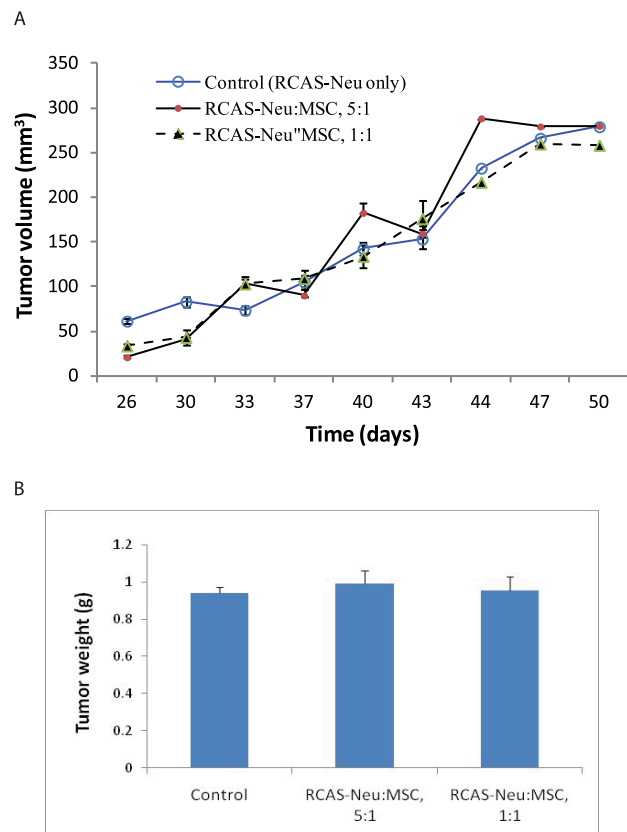 A
Control (RCAS-Neu only)
RCAS-Neu:MSC, 5:1
RCAS-Neu"MSC, 1:1
Tumor volume (mm³)
350
300
250
200
150
100
50
0
26 30 33 37 40 43 44 47 50
Time (days)
B
Tumor weight (g)
1.2
1
0.8
0.6
0.4
0.2
0
Control
RCAS-Neu:MSC,
5:1
RCAS-Neu:MSC,
1:1